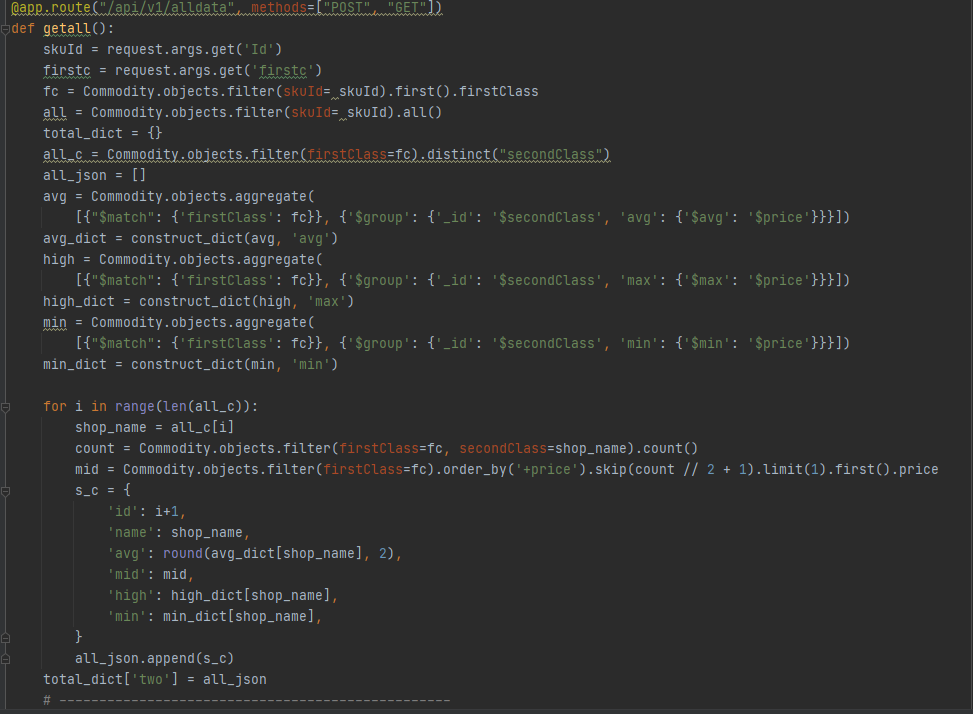 @app.route("/api/v1/alldata", methods=["POST", "GET"])
def getall():
    skuId = request.args.get('Id')
    firstc = request.args.get('firstc')
    fc = Commodity.objects.filter(skuId=_skuId).first().firstClass
    all = Commodity.objects.filter(skuId=_skuId).all()
    total_dict = {}
    all_c = Commodity.objects.filter(firstClass=fc).distinct("secondClass")
    all_json = []
    avg = Commodity.objects.aggregate(
        [{"$match": {'firstClass': fc}}, {'$group': {'_id': '$secondClass', 'avg': {'$avg': '$price'}}}])
    avg_dict = construct_dict(avg, 'avg')
    high = Commodity.objects.aggregate(
        [{"$match": {'firstClass': fc}}, {'$group': {'_id': '$secondClass', 'max': {'$max': '$price'}}}])
    high_dict = construct_dict(high, 'max')
    min = Commodity.objects.aggregate(
        [{"$match": {'firstClass': fc}}, {'$group': {'_id': '$secondClass', 'min': {'$min': '$price'}}}])
    min_dict = construct_dict(min, 'min')
    for i in range(len(all_c)):
        shop_name = all_c[i]
        count = Commodity.objects.filter(firstClass=fc, secondClass=shop_name).count()
        mid = Commodity.objects.filter(firstClass=fc).order_by('+price').skip(count // 2 + 1).limit(1).first().price
        s_c = {
            'id': i+1,
            'name': shop_name,
            'avg': round(avg_dict[shop_name], 2),
            'mid': mid,
            'high': high_dict[shop_name],
            'min': min_dict[shop_name],
        }
        all_json.append(s_c)
    total_dict['two'] = all_json
    # -------------------------------------------------